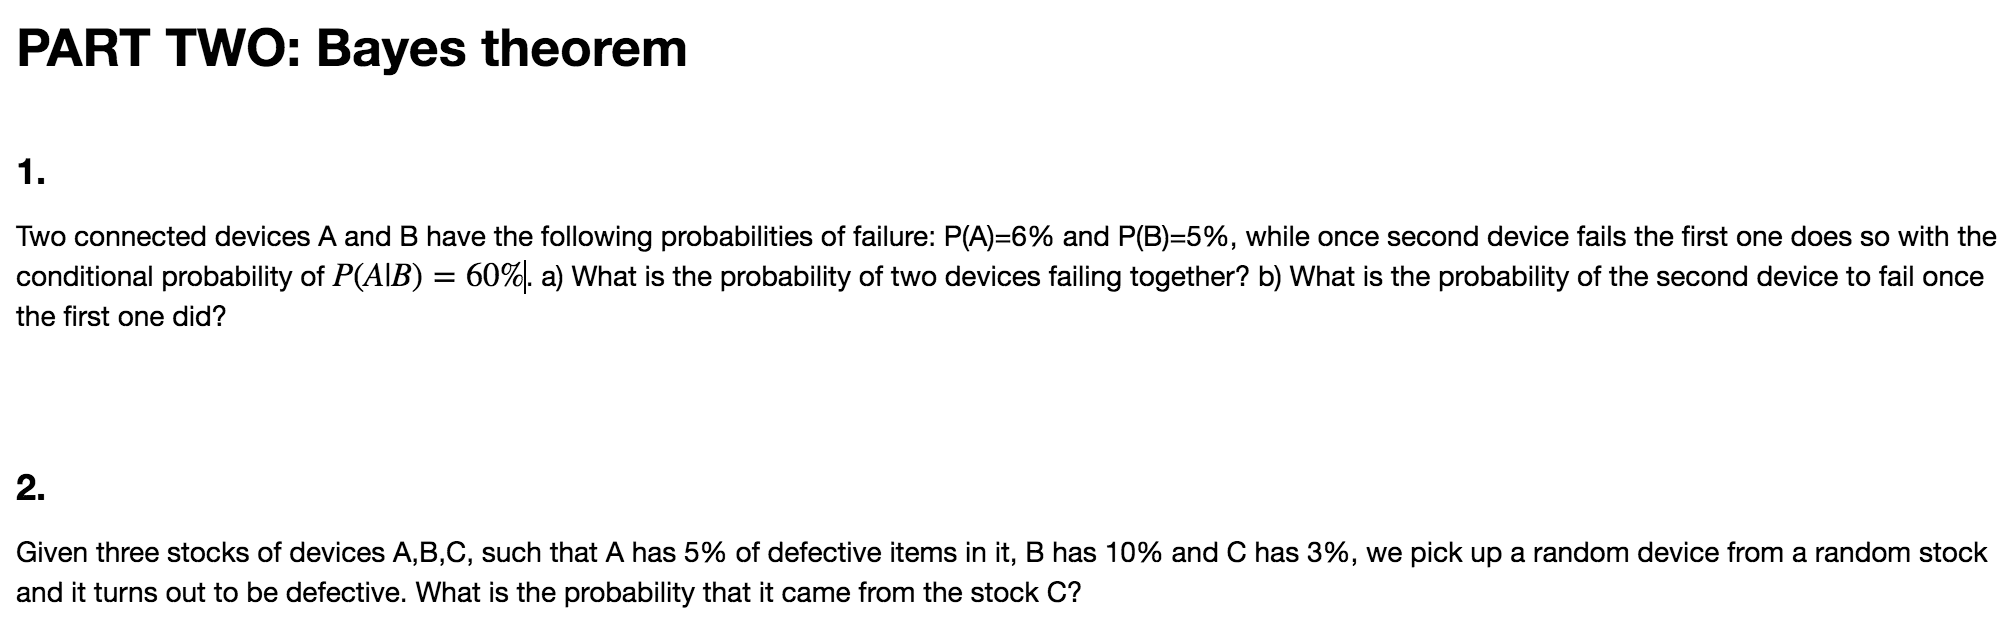 PART TWO: Bayes theorem
1.
Two connected devices A and B have the following probabilities of failure: P(A)=6% and P(B)=5%, while once second device fails the first one does so with the
conditional probability of P(A|B) = 60%|. a) What is the probability of two devices failing together? b) What is the probability of the second device to fail once
the first one did?
2.
Given three stocks of devices A,B,C, such that A has 5% of defective items in it, B has 10% and C has 3%, we pick up a random device from a random stock
and it turns out to be defective. What is the probability that it came from the stock C?